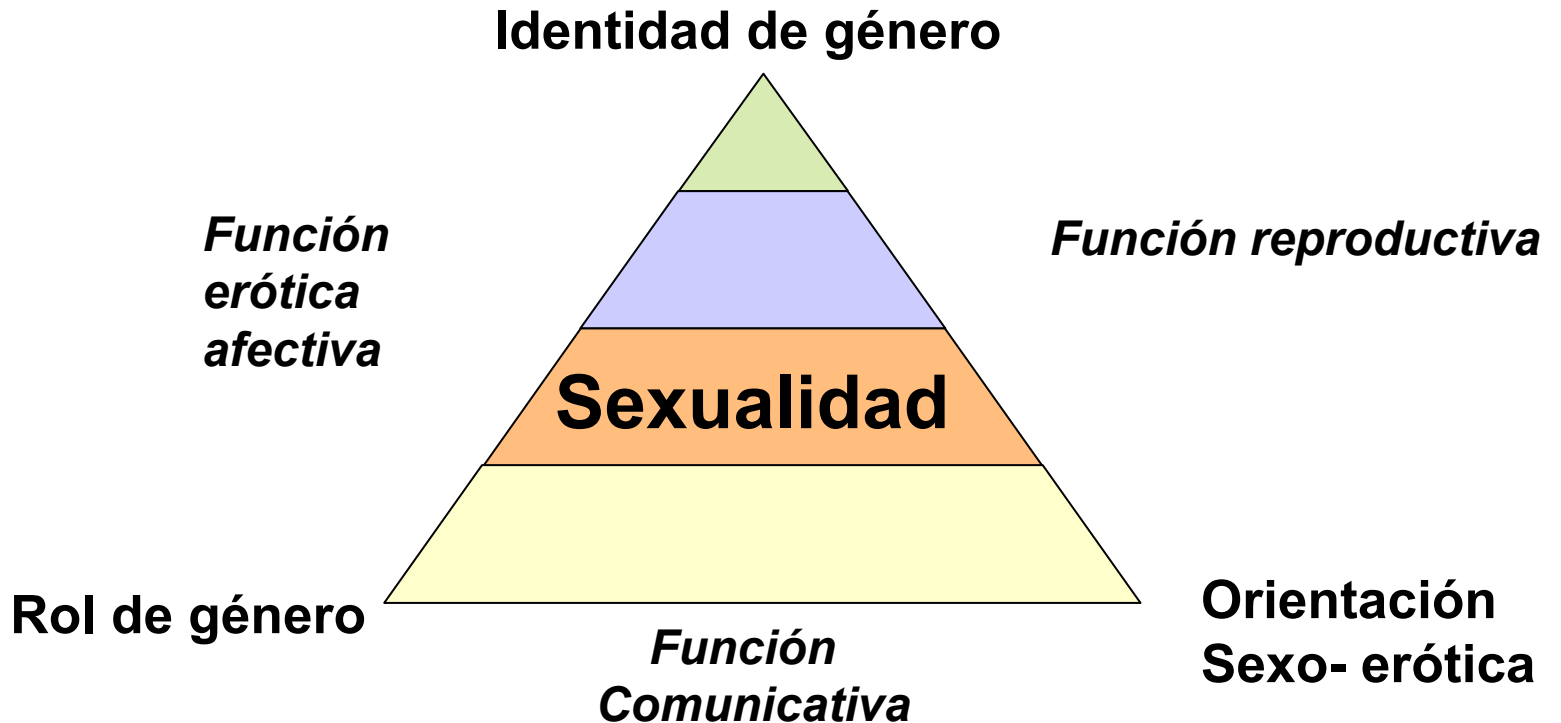 Identidad de género
Función
erótica
afectiva
Función reproductiva
Sexualidad
Rol de género
Función
Comunicativa
Orientación
Sexo- erótica